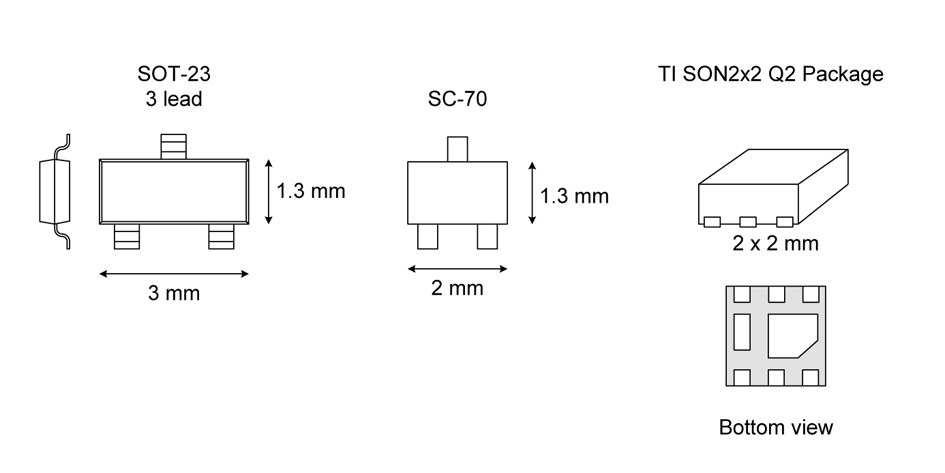 SOT-23
3 lead
1.3 mm
3 mm
SC-70
1.3 mm
2 mm
TI SON2x2 Q2 Package
2 x 2 mm
Bottom view